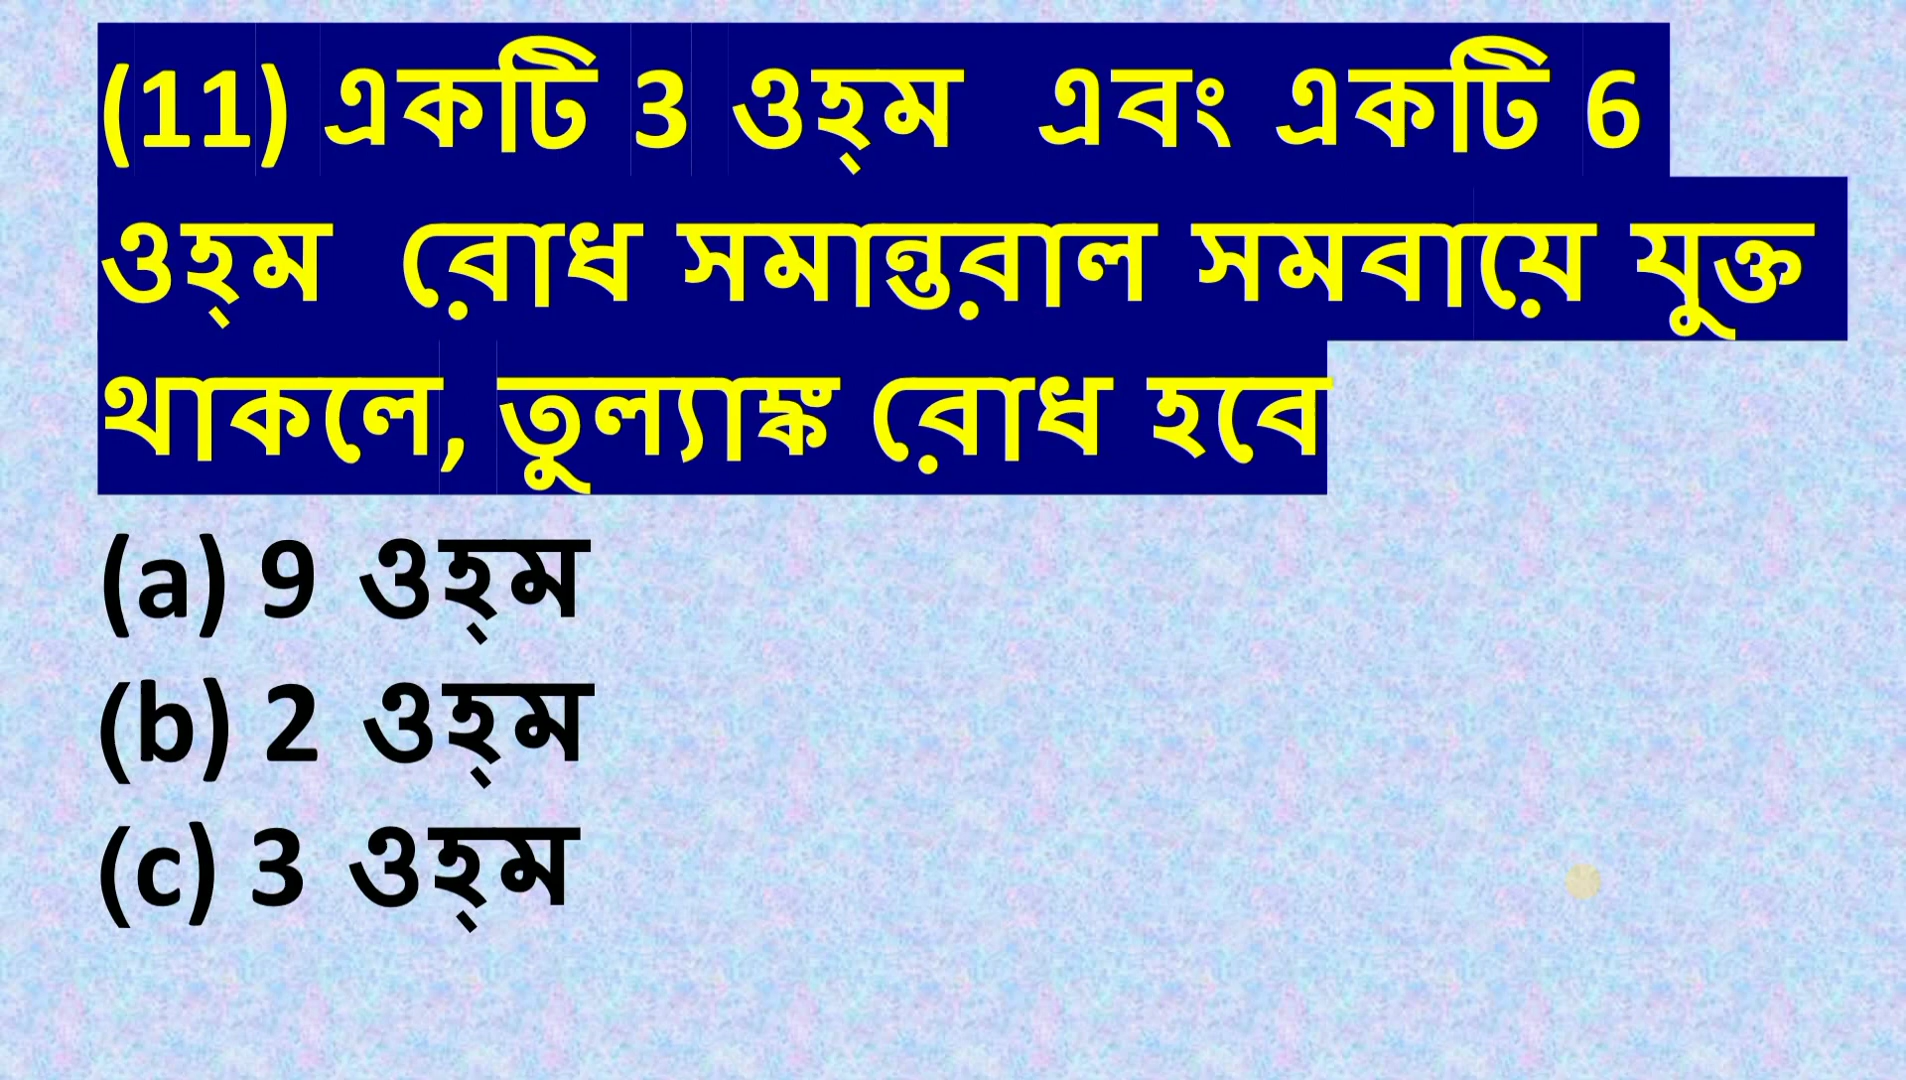 (11) একটি 3 ওহ্ম এবং একটি 6
ওহ্ম রোধ সমান্তরাল সমবায়ে যুক্ত
থাকলে, তুল্যাঙ্ক রোধ হবে
(a) 9 ওহ্ম
(b) 2 ওহ্ম
(c) 3 ওহ্ম